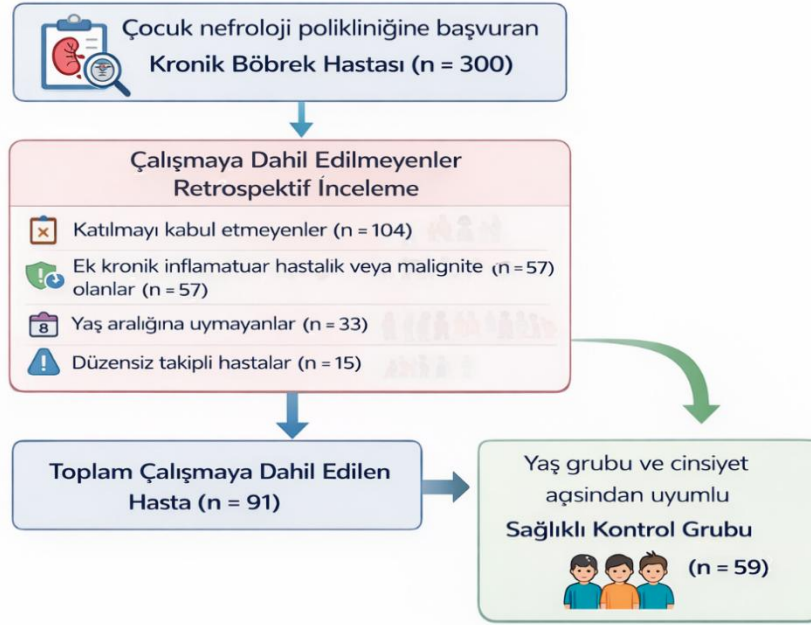 Çocuk nefroloji polikliniğine başvuran
Kronik Böbrek Hastası (n = 300)
Çalışmaya Dahil Edilmeyenler
Retrospektif İnceleme
Katılmayı kabul etmeyenler (n = 104)
Ek kronik inflamatuar hastalık veya malignite (n = 57)
olanlar (n = 57)
8 Yaş aralığına uymayanlar (n = 33)
Düzensiz takipli hastalar (n = 15)
Toplam Çalışmaya Dahil Edilen
Hasta (n = 91)
Yaş grubu ve cinsiyet
açısından uyumlu
Sağlıklı Kontrol Grubu
(n = 59)